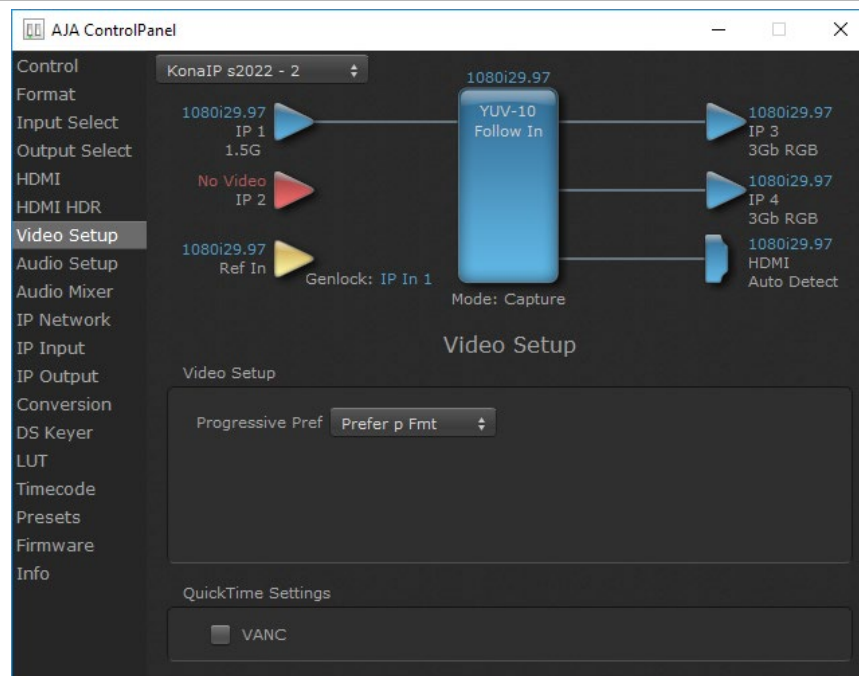 AJA ControlPanel
Control
Format
Input Select
Output Select
HDMI
HDMI HDR
Video Setup
Audio Setup
Audio Mixer
IP Network
IP Input
IP Output
Conversion
DS Keyer
LUT
Timecode
Presets
Firmware
Info
KonaIP s2022 - 2
1080i29.97
IP 1
1.5G
No Video
IP 2
1080i29.97
Ref In
Genlock: IP In 1
1080i29.97
YUV-10
Follow In
Mode: Capture
1080i29.97
IP 3
3Gb RGB
1080i29.97
IP 4
3Gb RGB
1080i29.97
HDMI
Auto Detect
Video Setup
Video Setup
Progressive Pref Prefer p Fmt
QuickTime Settings
VANC